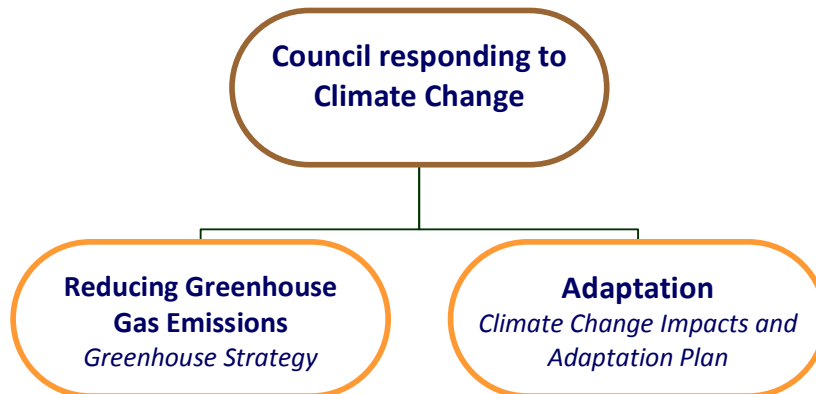 Council responding to
Climate Change
Reducing Greenhouse
Gas Emissions
Greenhouse Strategy
Adaptation
Climate Change Impacts and
Adaptation Plan